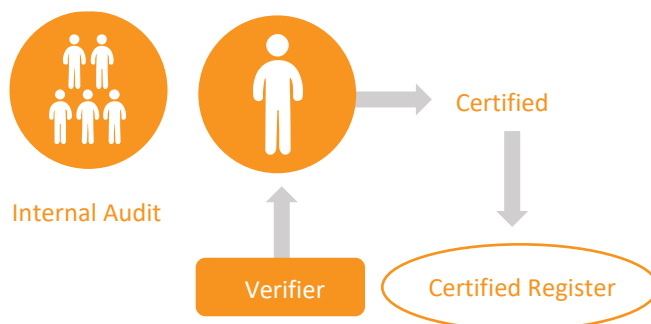 Certified
Internal Audit
Verifier
Certified Register